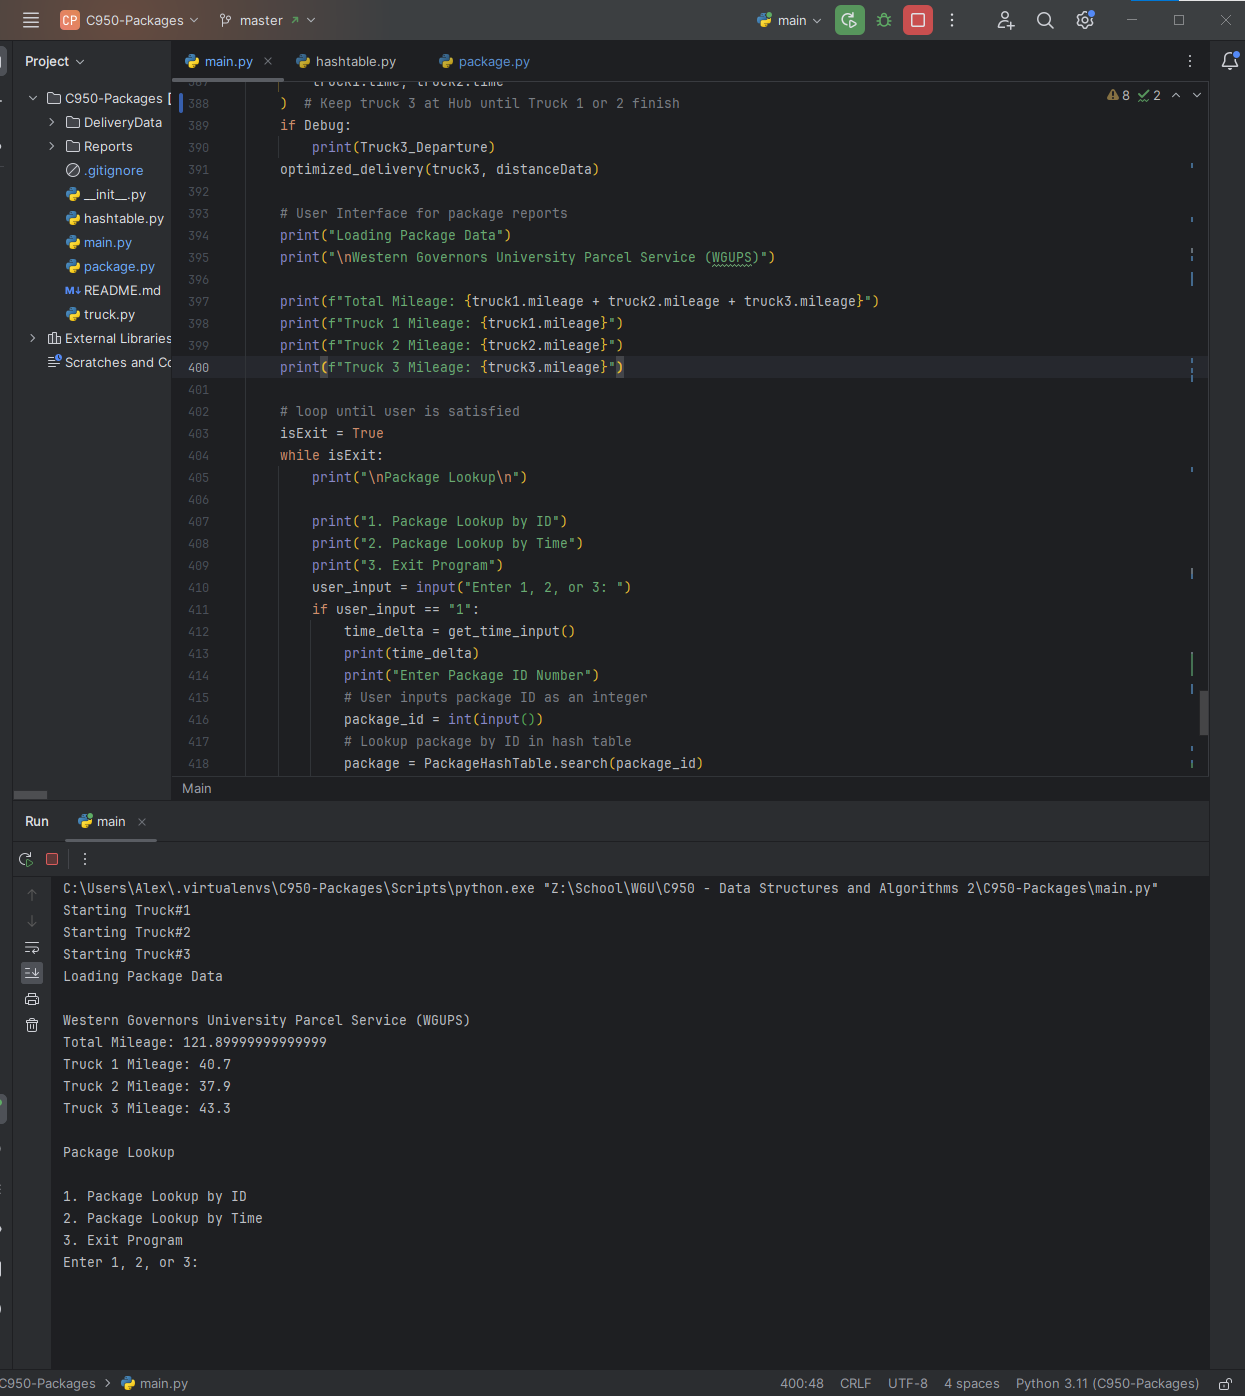 CP C950-Packages master main
Project
main.py
hashtable.py
package.py
C950-Packages [
DeliveryData
Reports
.gitignore
__init__.py
hashtable.py
main.py
package.py
M↓ README.md
truck.py
External Libraries
Scratches and Co
8 2
388 ) # Keep truck 3 at Hub until Truck 1 or 2 finish
389 if Debug:
390 print(Truck3_Departure)
391 optimized_delivery(truck3, distanceData)
392
393 # User Interface for package reports
394 print("Loading Package Data")
395 print("\nWestern Governors University Parcel Service (WGUPS)")
396
397 print(f"Total Mileage: {truck1.mileage + truck2.mileage + truck3.mileage}")
398 print(f"Truck 1 Mileage: {truck1.mileage}")
399 print(f"Truck 2 Mileage: {truck2.mileage}")
400 print(f"Truck 3 Mileage: {truck3.mileage}")
401
402 # loop until user is satisfied
403 isExit = True
404 while isExit:
405 print("\nPackage Lookup\n")
406
407 print("1. Package Lookup by ID")
408 print("2. Package Lookup by Time")
409 print("3. Exit Program")
410 user_input = input("Enter 1, 2, or 3: ")
411 if user_input == "1":
412 time_delta = get_time_input()
413 print(time_delta)
414 print("Enter Package ID Number")
415 # User inputs package ID as an integer
416 package_id = int(input())
417 # Lookup package by ID in hash table
418 package = PackageHashTable.search(package_id)
Main
Run main
C:\Users\Alex\.virtualenvs\C950-Packages\Scripts\python.exe "Z:\School\WGU\C950 - Data Structures and Algorithms 2\C950-Packages\main.py"
Starting Truck#1
Starting Truck#2
Starting Truck#3
Loading Package Data
Western Governors University Parcel Service (WGUPS)
Total Mileage: 121.89999999999999
Truck 1 Mileage: 40.7
Truck 2 Mileage: 37.9
Truck 3 Mileage: 43.3
Package Lookup
1. Package Lookup by ID
2. Package Lookup by Time
3. Exit Program
Enter 1, 2, or 3:
C950-Packages > main.py 400:48 CRLF UTF-8 4 spaces Python 3.11 (C950-Packages)